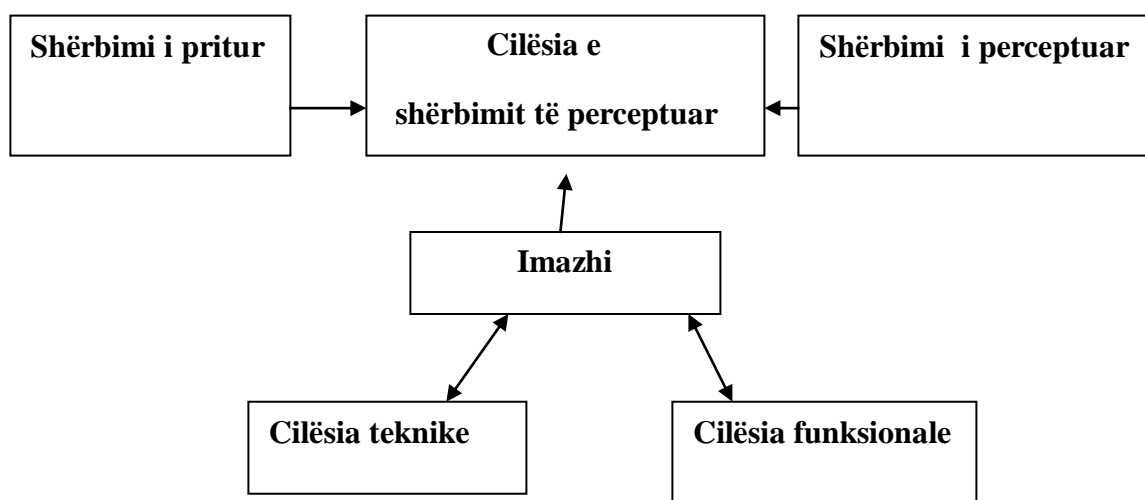 Shërbimi i pritur
Cilësia e
shërbimit të perceptuar
Shërbimi i perceptuar
Imazhi
Cilësia teknike
Cilësia funksionale